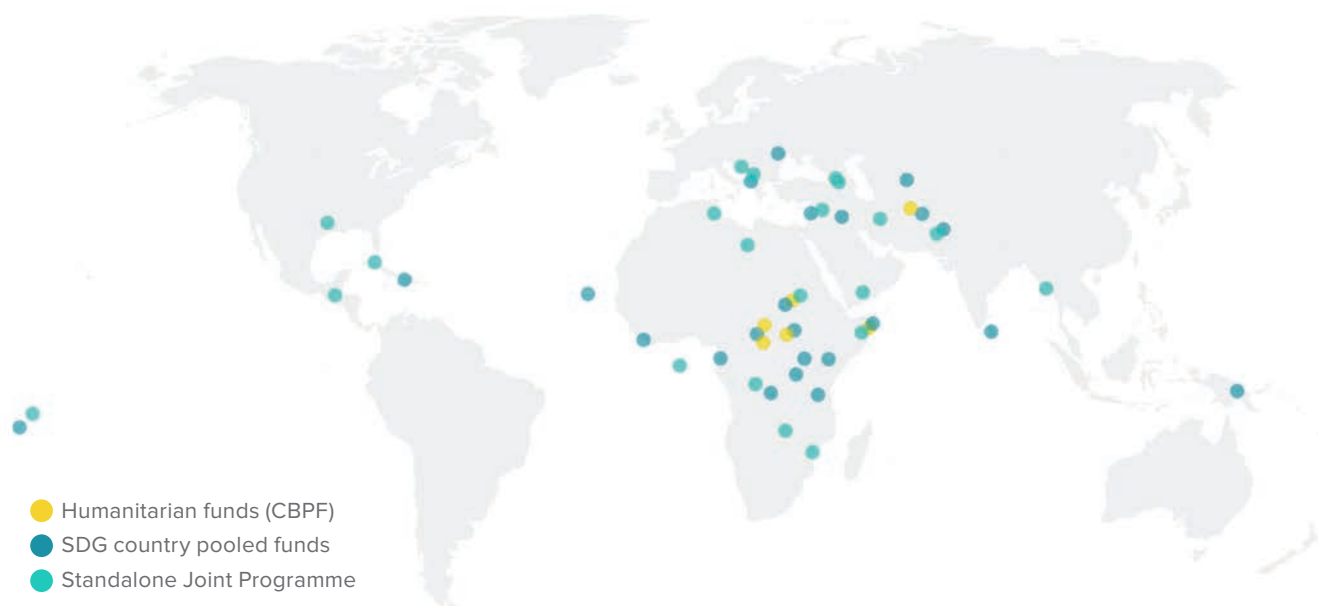 Humanitarian funds (CBPF)
SDG country pooled funds
Standalone Joint Programme